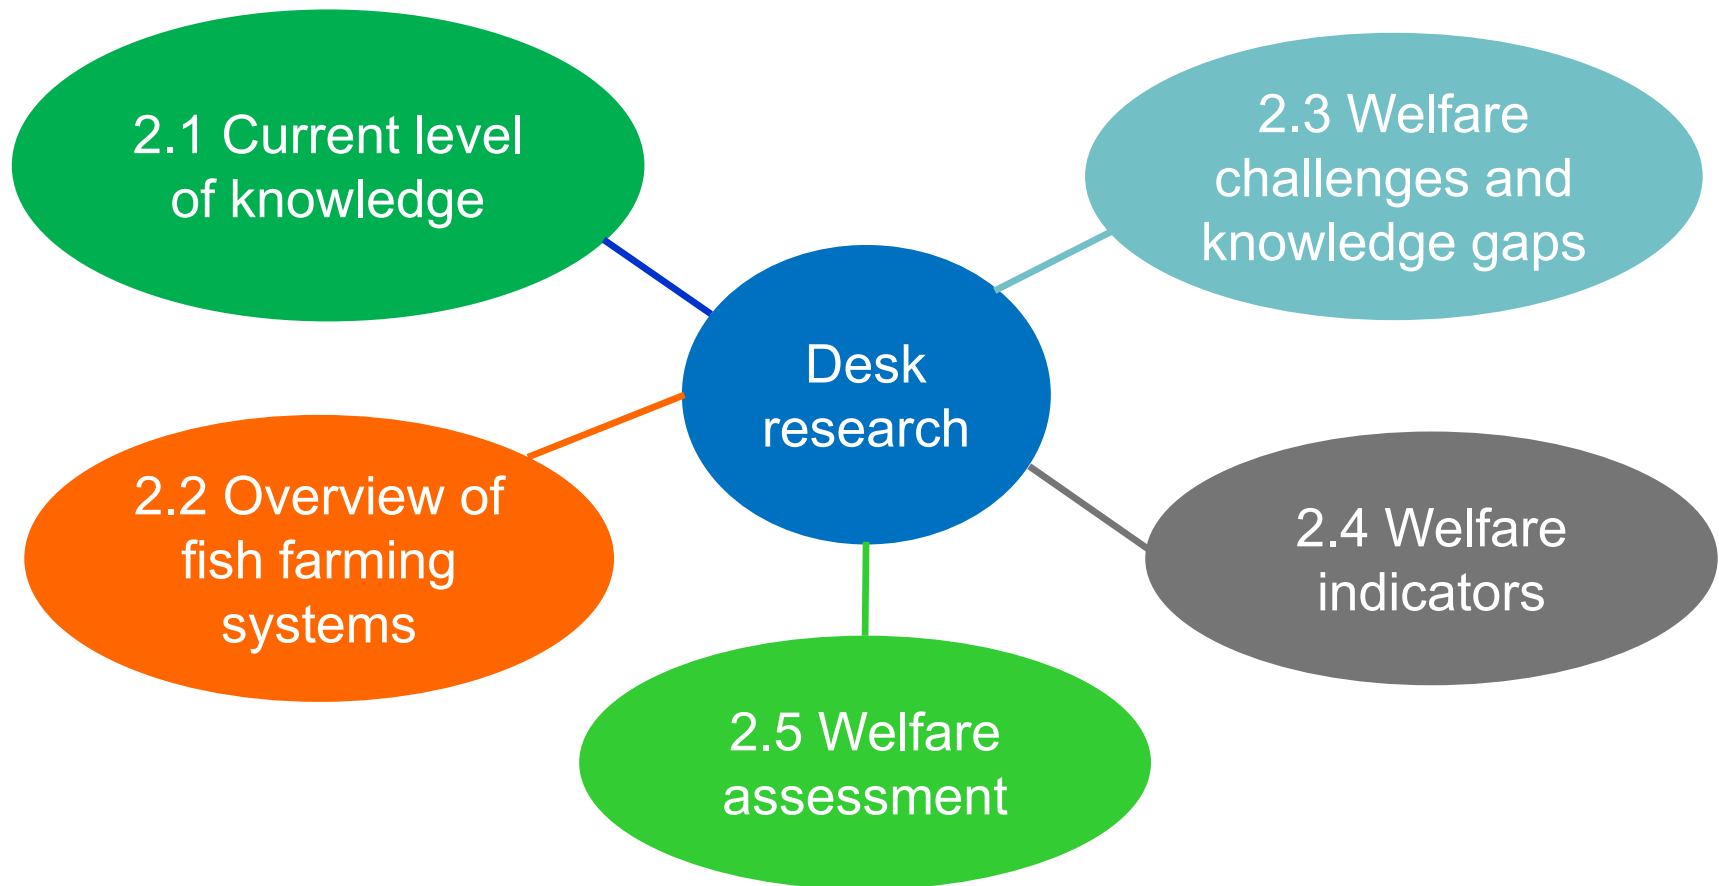 2.1 Current level
of knowledge
2.3 Welfare
challenges and
knowledge gaps
Desk
research
2.2 Overview of
fish farming
systems
2.4 Welfare
indicators
2.5 Welfare
assessment